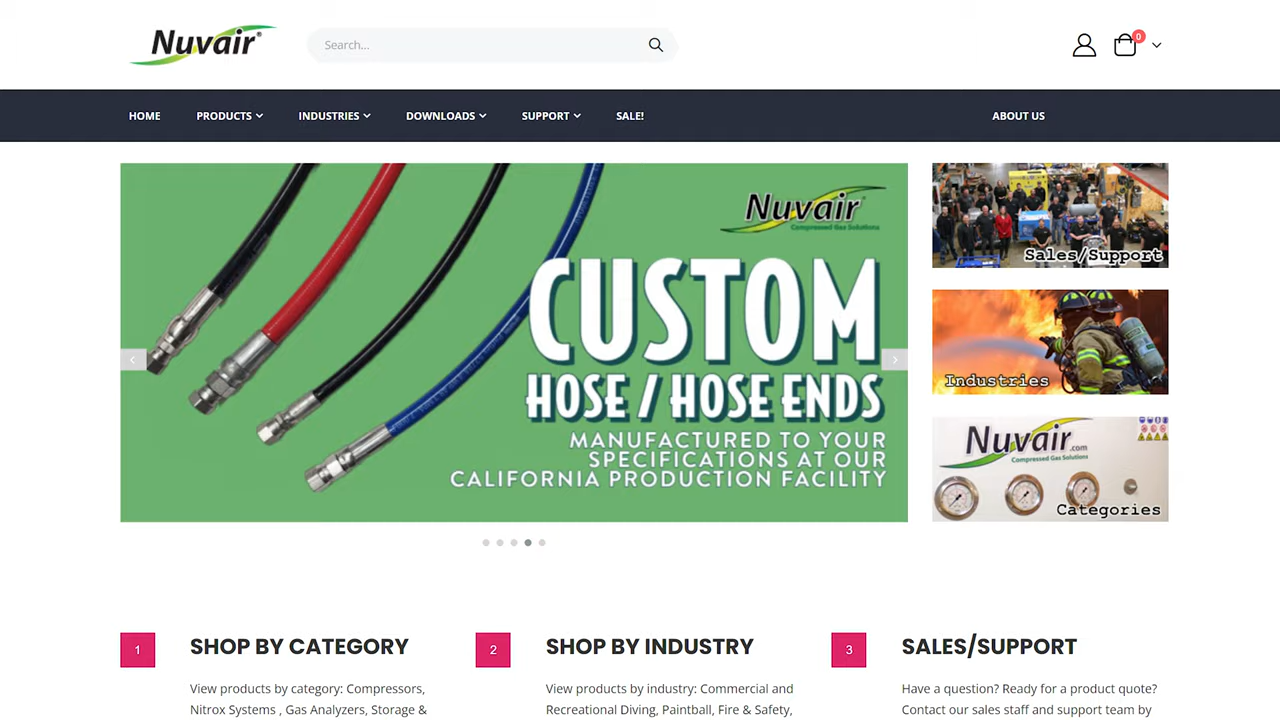 Nuvair®
Search...
0
HOME
PRODUCTS
INDUSTRIES
DOWNLOADS
SUPPORT
SALE!
ABOUT US
Nuvair
Compressed Gas Solutions
CUSTOM
HOSE / HOSE ENDS
MANUFACTURED TO YOUR
SPECIFICATIONS AT OUR
CALIFORNIA PRODUCTION FACILITY
Sales/Support
Industries
Nuvair.com
Compressed Gas Solutions
Categories
1
SHOP BY CATEGORY
View products by category: Compressors,
Nitrox Systems , Gas Analyzers, Storage &
2
SHOP BY INDUSTRY
View products by industry: Commercial and
Recreational Diving, Paintball, Fire & Safety,
3
SALES/SUPPORT
Have a question? Ready for a product quote?
Contact our sales staff and support team by